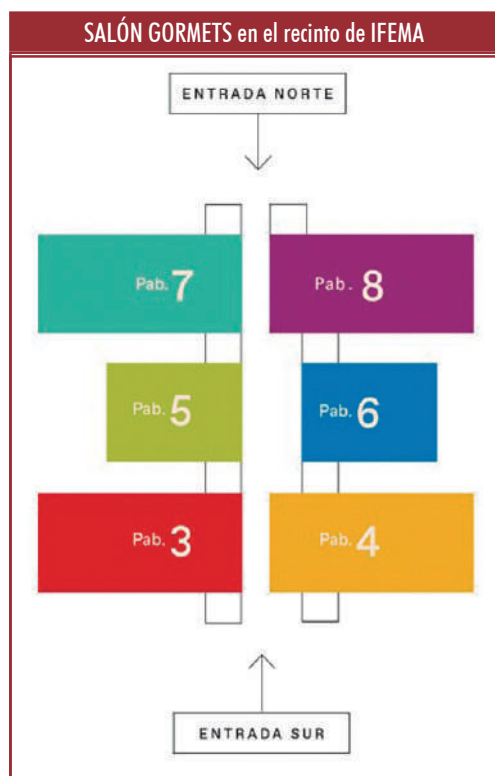 SALÓN GORMETS en el recinto de IFEMA
ENTRADA NORTE
Pab. 7
Pab. 8
Pab. 5
Pab. 6
Pab. 3
Pab. 4
ENTRADA SUR